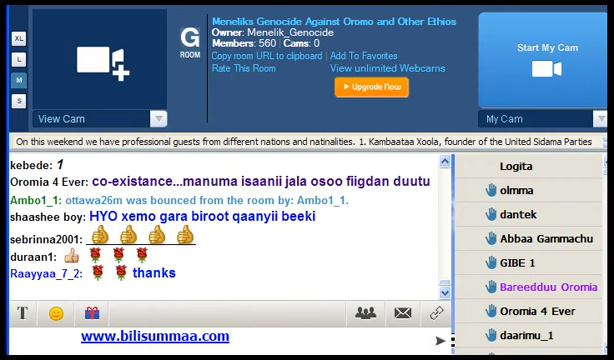 XL
L
M
S
View Cam
G
ROOM
Meneliks Genocide Against Oromo and Other Ethios
Owner: Menelik_Genocide
Members: 560 | Cams: 0
Copy room URL to clipboard | Add To Favorites
Rate This Room View unlimited Webcams
Upgrade Now
Start My Cam
My Cam
On this weekend we have professional guests from different nations and natinalities. 1. Kambaataa Xoola, founder of the United Sidama Parties
kebede: 1
Oromia 4 Ever: co-existance...manuma isaanii jala osoo fiigdan duutu
Ambo1_1: ottawa26m was bounced from the room by: Ambo1_1.
shaashee boy: HYO xemo gara biroot qaanyii beeki
sebrinna2001:
duraan1:
Raayyaa_7_2: thanks
T
www.bilisummaa.com
Logita
olmma
dantek
Abbaa Gammachu
GIBE 1
Bareedduu Oromia
Oromia 4 Ever
daarimu_1